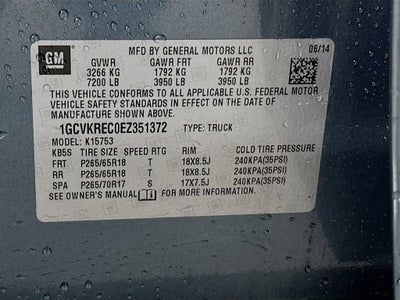 GM
MFD BY GENERAL MOTORS LLC 06/14
GVWR GAWR FRT GAWR RR
3266 KG 1792 KG 1792 KG
7200 LB 3950 LB 3950 LB
THIS VEHICLE CONFORMS TO ALL APPLICABLE U.S. FEDERAL MOTOR
VEHICLE SAFETY STANDARDS IN EFFECT ON THE DATE OF
MANUFACTURE SHOWN ABOVE.
1GCVKREC0EZ351372 TYPE: TRUCK
MODEL: K15753
KB5S TIRE SIZE SPEED RTG RIM COLD TIRE PRESSURE
FRT P265/65R18 T 18X8.5J 240KPA(35PSI)
RR P265/65R18 T 18X8.5J 240KPA(35PSI)
SPA P265/70R17 S 17X7.5J 240KPA(35PSI)
SEE OWNER'S MANUAL FOR MORE INFORMATION.